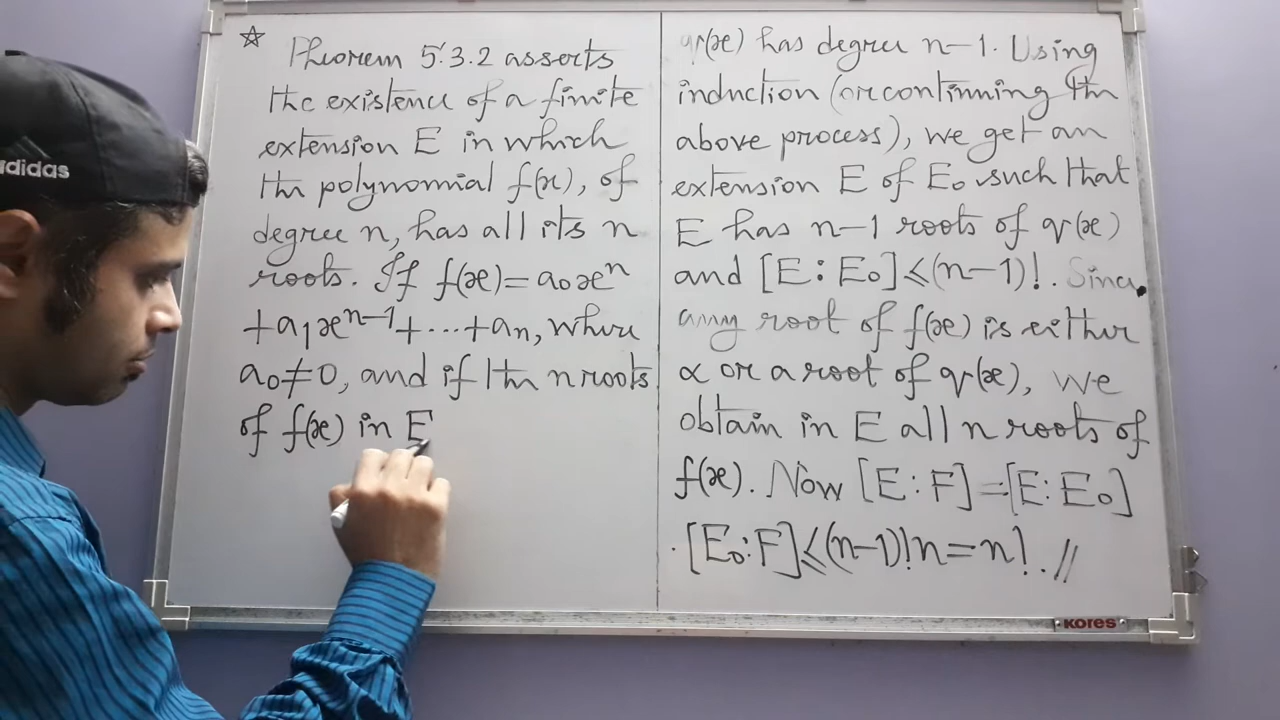 ☆ Theorem 5.3.2 asserts
the existence of a finite
extension E in which
the polynomial f(x), of
degree n, has all its n
roots. If f(x)=a₀xⁿ
+a₁xⁿ⁻¹+...+aₙ, where
a₀≠0, and if the n roots
of f(x) in E
q(x) has degree n-1. Using
induction (or continuing the
above process), we get an
extension E of E₀ such that
E has n-1 roots of q(x)
and [E:E₀]≤(n-1)!. Since
any root of f(x) is either
α or a root of q(x), we
obtain in E all n roots of
f(x). Now [E:F]=[E:E₀]
·[E₀:F]≤(n-1)!n=n!. //
adidas
KORES